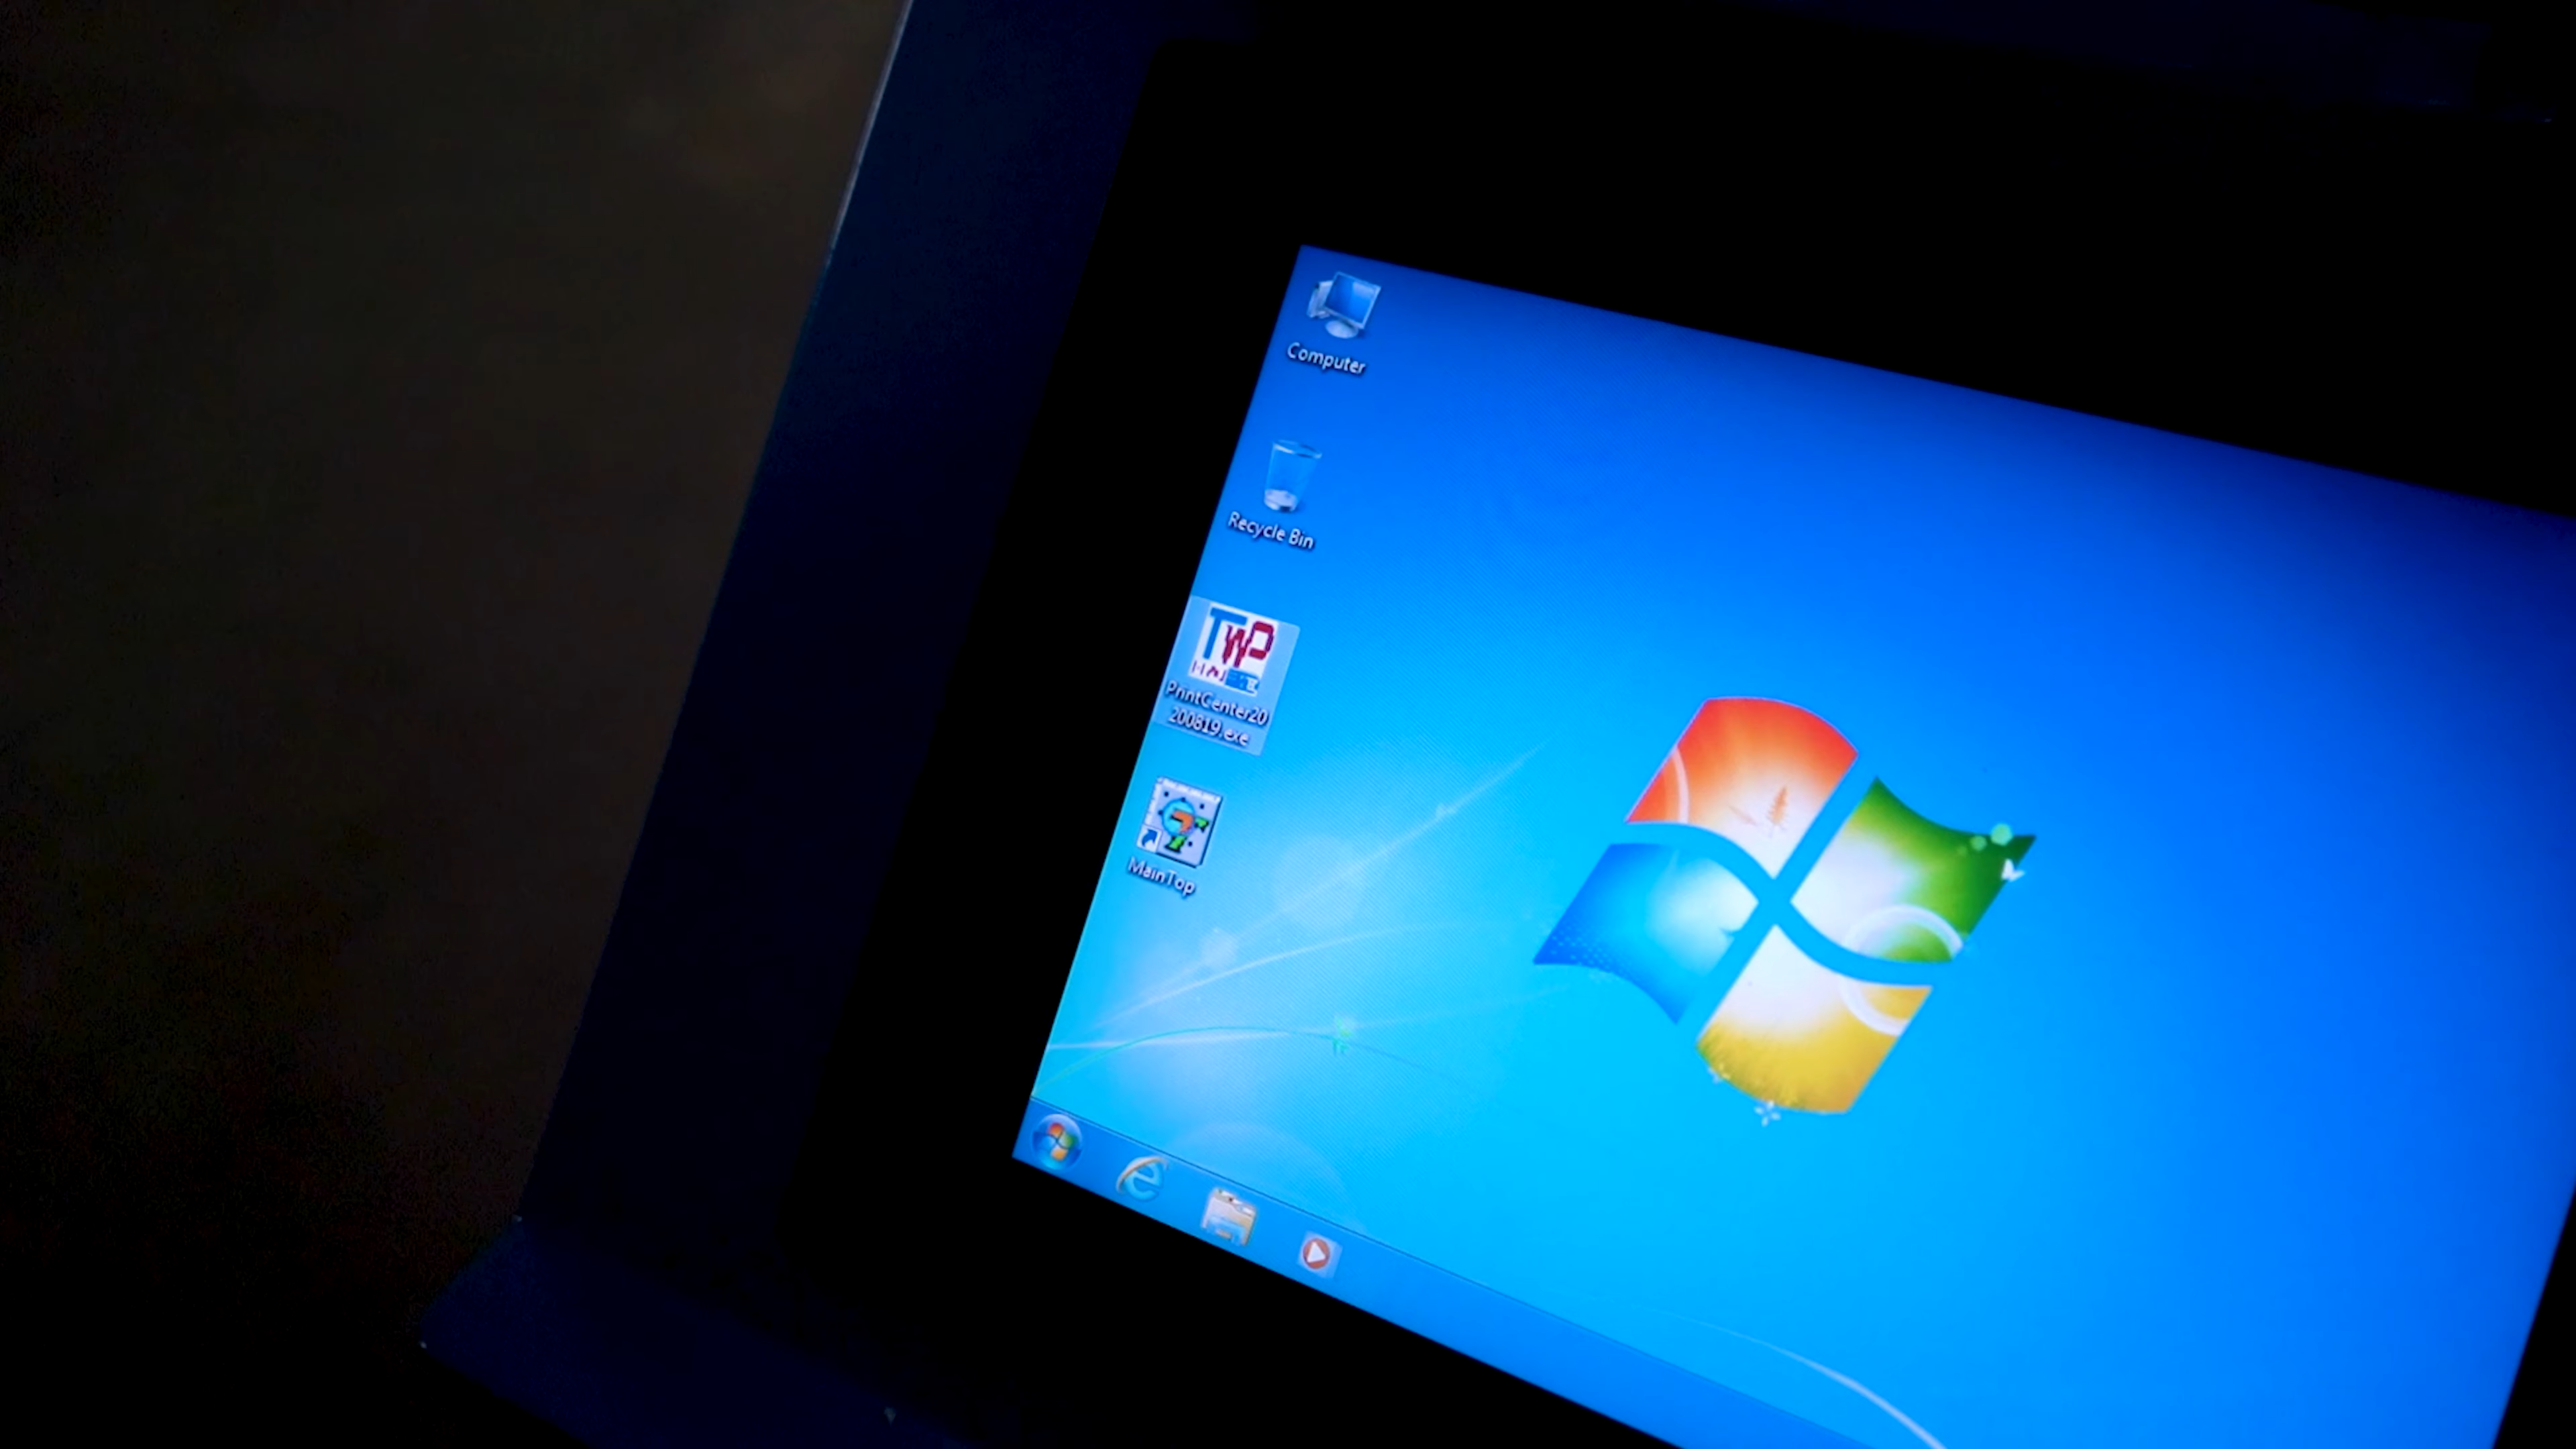 Computer
Recycle Bin
TWP
PrintCenter20
200819.exe
MainTop